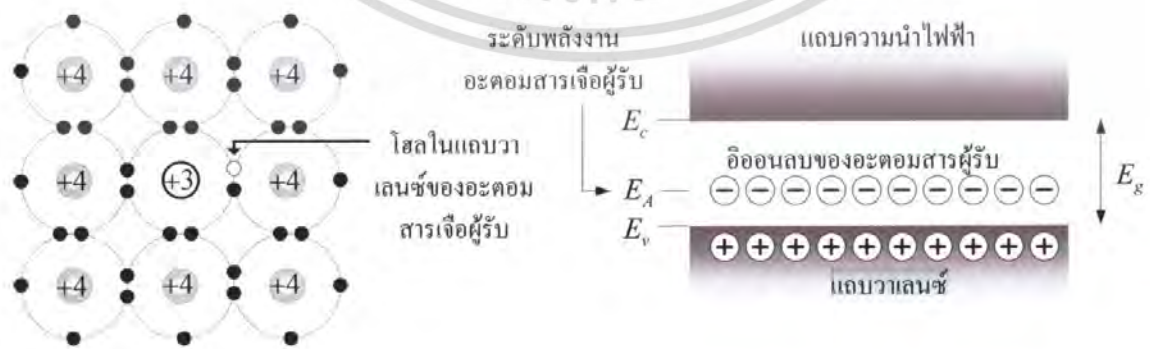 +4 +4 +4
+4 +3 +4
+4 +4 +4
โฮลในแถบวา
เลนซ์ของอะตอม
สารเจือผู้รับ
ระดับพลังงาน
อะตอมสารเจือผู้รับ
แถบความนำไฟฟ้า
E_c
อิออนลบของอะตอมสารผู้รับ
E_A
− − − − − − − − − −
E_v
+ + + + + + + + + +
แถบวาเลนซ์
E_g